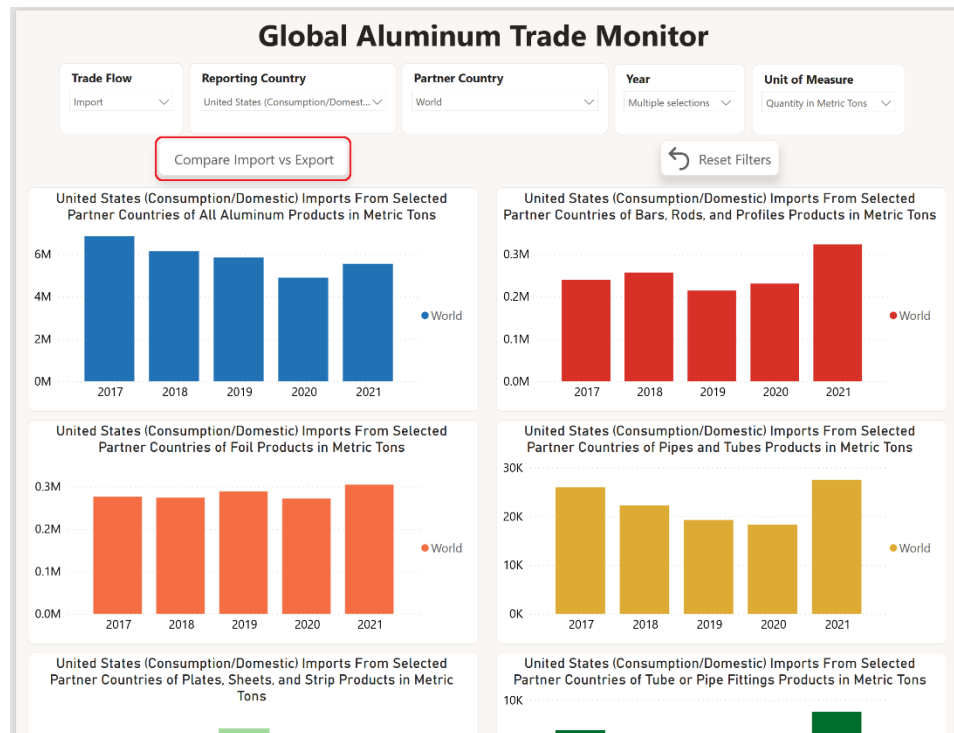 Global Aluminum Trade Monitor
Trade Flow
Import
Reporting Country
United States (Consumption/Domest...
Partner Country
World
Year
Multiple selections
Unit of Measure
Quantity in Metric Tons
Compare Import vs Export
Reset Filters
United States (Consumption/Domestic) Imports From Selected
Partner Countries of All Aluminum Products in Metric Tons
6M
4M
2M
0M
2017 2018 2019 2020 2021
World
United States (Consumption/Domestic) Imports From Selected
Partner Countries of Bars, Rods, and Profiles Products in Metric Tons
0.3M
0.2M
0.1M
0.0M
2017 2018 2019 2020 2021
World
United States (Consumption/Domestic) Imports From Selected
Partner Countries of Foil Products in Metric Tons
0.3M
0.2M
0.1M
0.0M
2017 2018 2019 2020 2021
World
United States (Consumption/Domestic) Imports From Selected
Partner Countries of Pipes and Tubes Products in Metric Tons
30K
20K
10K
0K
2017 2018 2019 2020 2021
World
United States (Consumption/Domestic) Imports From Selected
Partner Countries of Plates, Sheets, and Strip Products in Metric
Tons
United States (Consumption/Domestic) Imports From Selected
Partner Countries of Tube or Pipe Fittings Products in Metric Tons
10K